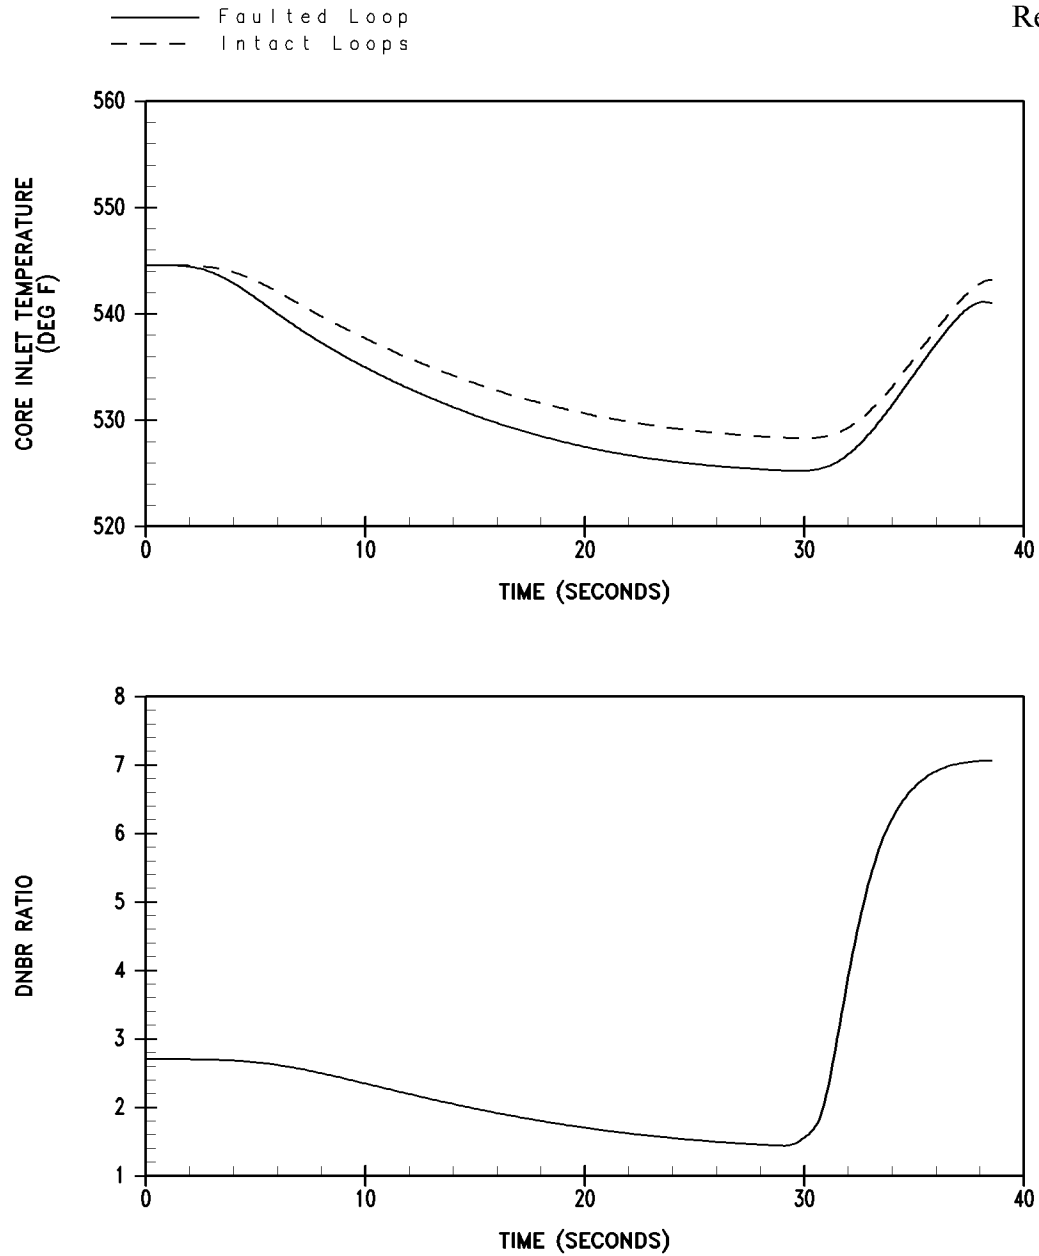 Faulted Loop
Intact Loops
Re
CORE INLET TEMPERATURE
(DEG F)
560
550
540
530
520
0 10 20 30 40
TIME (SECONDS)
DNBR RATIO
8
7
6
5
4
3
2
1
0 10 20 30 40
TIME (SECONDS)